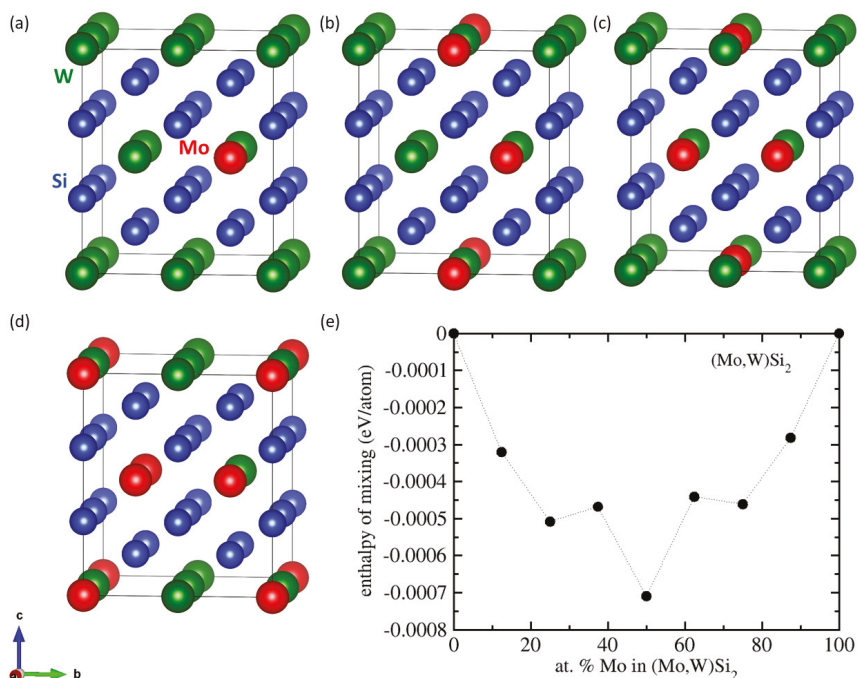 (a)
(b)
(c)
W
Mo
Si
(d)
(e)
(Mo,W)Si₂
0
-0.0001
-0.0002
-0.0003
-0.0004
-0.0005
-0.0006
-0.0007
-0.0008
enthalpy of mixing (eV/atom)
0 20 40 60 80 100
at. % Mo in (Mo,W)Si₂
c
a
b